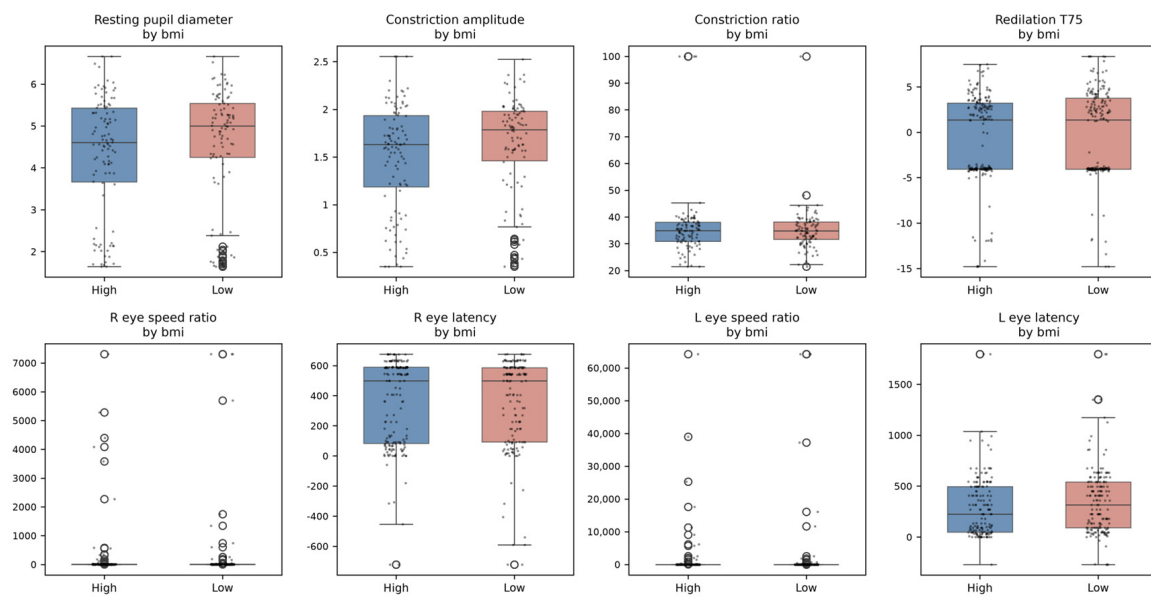 Resting pupil diameter
by bmi
6
5
4
3
2
High
Low
Constriction amplitude
by bmi
2.5
2
1.5
1
0.5
High
Low
Constriction ratio
by bmi
100
90
80
70
60
50
40
30
20
High
Low
Redilation T75
by bmi
5
0
-5
-10
-15
High
Low
R eye speed ratio
by bmi
7000
6000
5000
4000
3000
2000
1000
0
High
Low
R eye latency
by bmi
600
400
200
0
-200
-400
-600
High
Low
L eye speed ratio
by bmi
60,000
50,000
40,000
30,000
20,000
10,000
0
High
Low
L eye latency
by bmi
1500
1000
500
0
High
Low